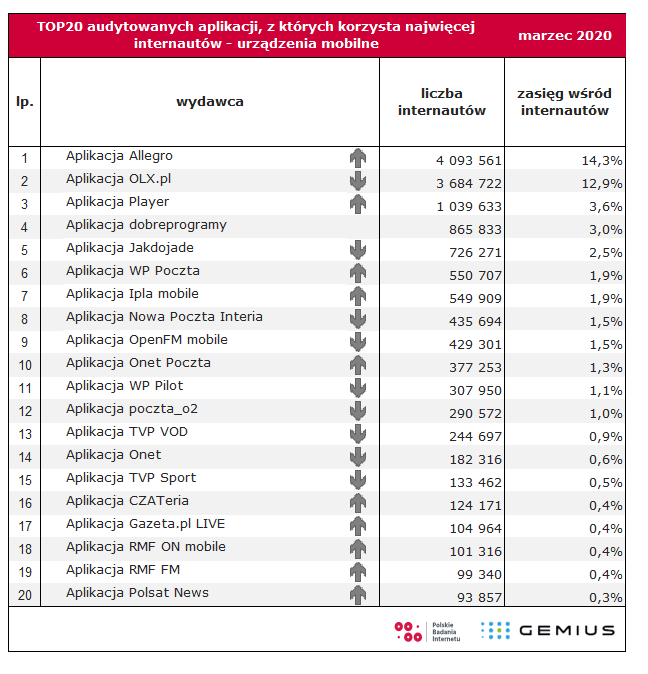 TOP20 audytowanych aplikacji, z których korzysta najwięcej
internautów - urządzenia mobilne
marzec 2020
lp.
wydawca
liczba
internautów
zasięg wśród
internautów
1 Aplikacja Allegro 4 093 561 14,3%
2 Aplikacja OLX.pl 3 684 722 12,9%
3 Aplikacja Player 1 039 633 3,6%
4 Aplikacja dobreprogramy 865 833 3,0%
5 Aplikacja Jakdojade 726 271 2,5%
6 Aplikacja WP Poczta 550 707 1,9%
7 Aplikacja Ipla mobile 549 909 1,9%
8 Aplikacja Nowa Poczta Interia 435 694 1,5%
9 Aplikacja OpenFM mobile 429 301 1,5%
10 Aplikacja Onet Poczta 377 253 1,3%
11 Aplikacja WP Pilot 307 950 1,1%
12 Aplikacja poczta_o2 290 572 1,0%
13 Aplikacja TVP VOD 244 697 0,9%
14 Aplikacja Onet 182 316 0,6%
15 Aplikacja TVP Sport 133 462 0,5%
16 Aplikacja CZATeria 124 171 0,4%
17 Aplikacja Gazeta.pl LIVE 104 964 0,4%
18 Aplikacja RMF ON mobile 101 316 0,4%
19 Aplikacja RMF FM 99 340 0,4%
20 Aplikacja Polsat News 93 857 0,3%
Polskie
Badania
Internetu
GEMIUS